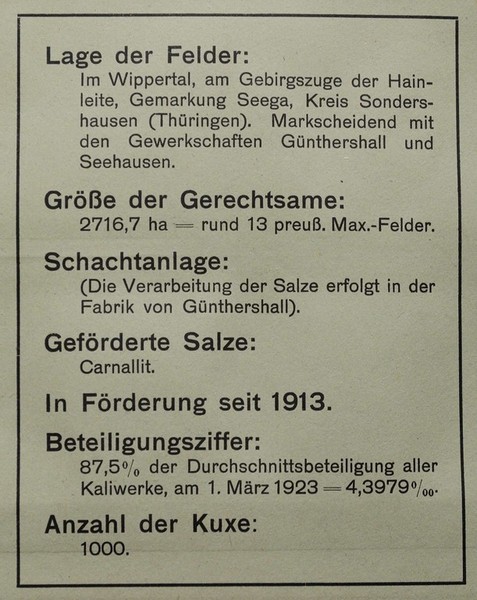 Lage der Felder:
Im Wippertal, am Gebirgszuge der Hain-
leite, Gemarkung Seega, Kreis Sonders-
hausen (Thüringen). Markscheidend mit
den Gewerkschaften Günthershall und
Seehausen.
Größe der Gerechtsame:
2716,7 ha = rund 13 preuß. Max.-Felder.
Schachtanlage:
(Die Verarbeitung der Salze erfolgt in der
Fabrik von Günthershall).
Geförderte Salze:
Carnallit.
In Förderung seit 1913.
Beteiligungsziffer:
87,5% der Durchschnittsbeteiligung aller
Kaliwerke, am 1. März 1923 = 4,3979‰.
Anzahl der Kuxe:
1000.